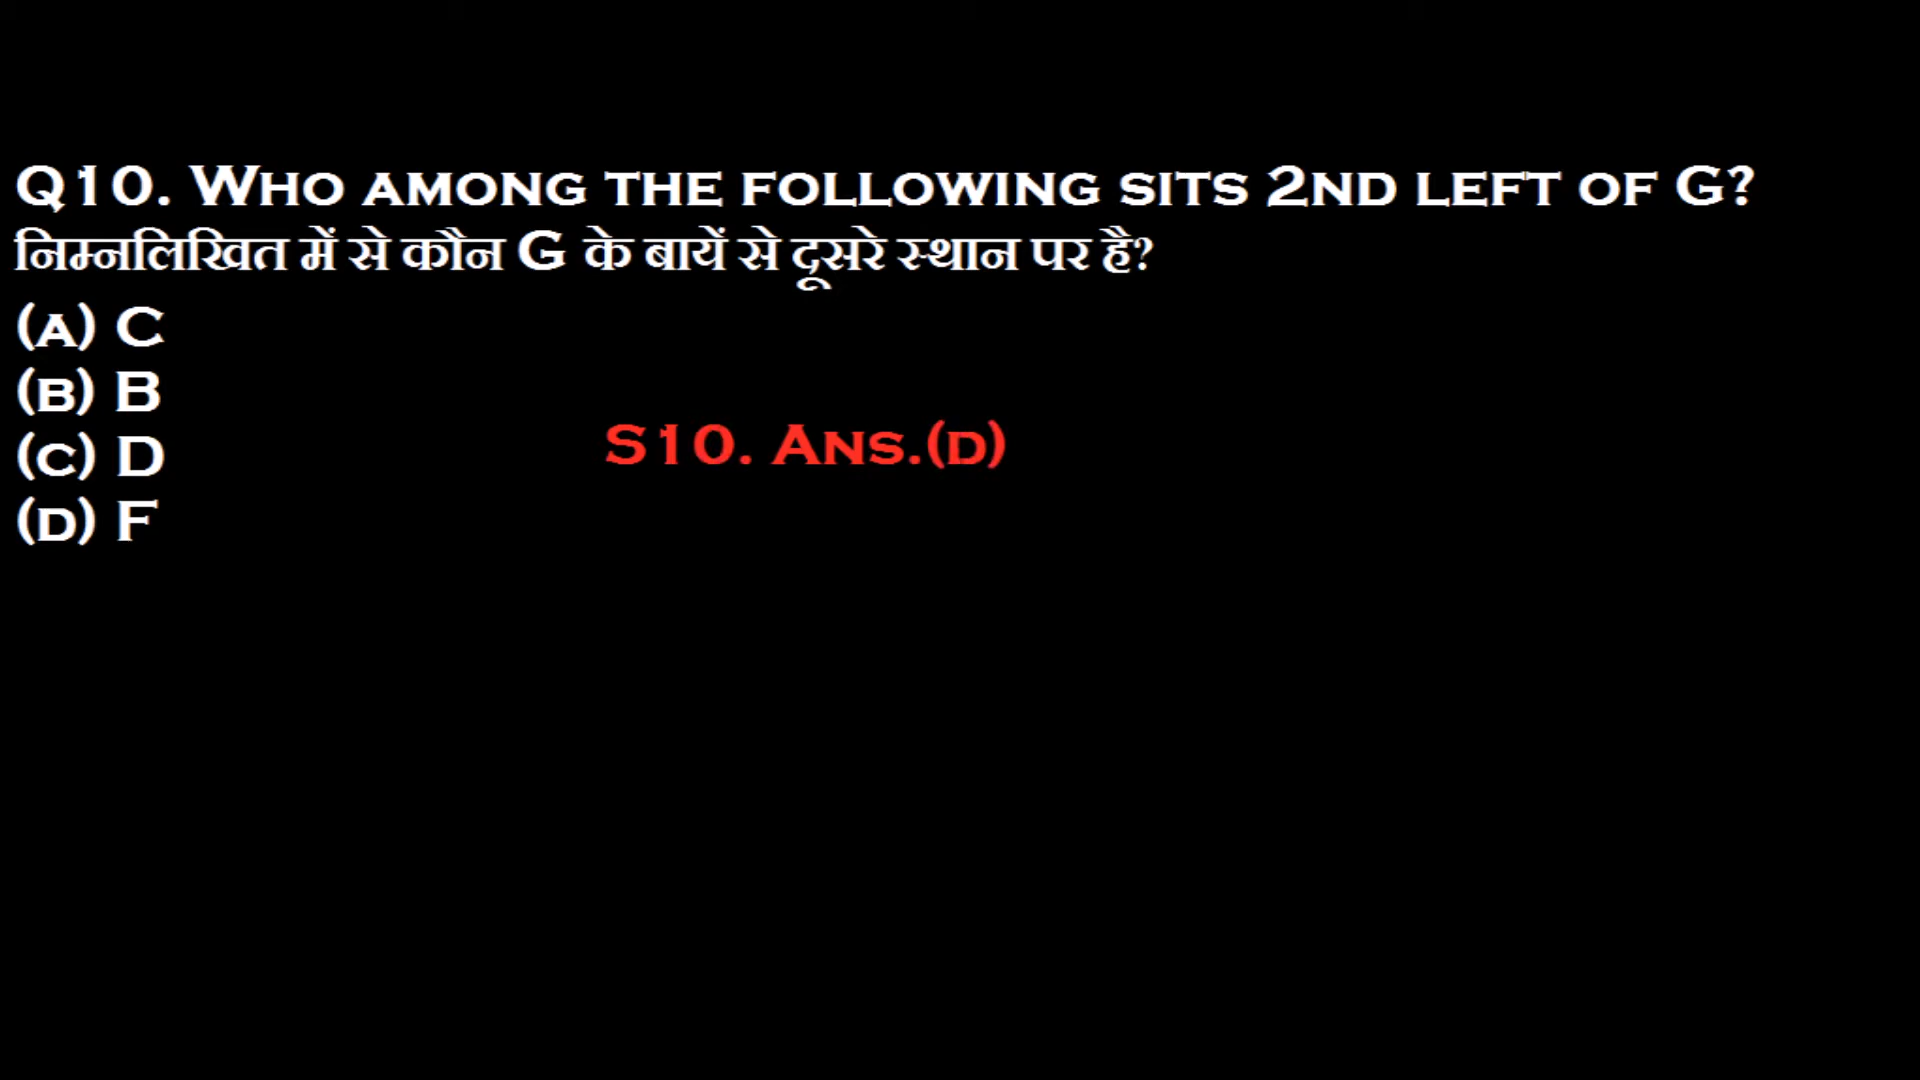 Q10. Who among the following sits 2nd left of G?
निम्नलिखित में से कौन G के बायें से दूसरे स्थान पर है?
(a) C
(b) B
(c) D
S10. Ans.(d)
(d) F